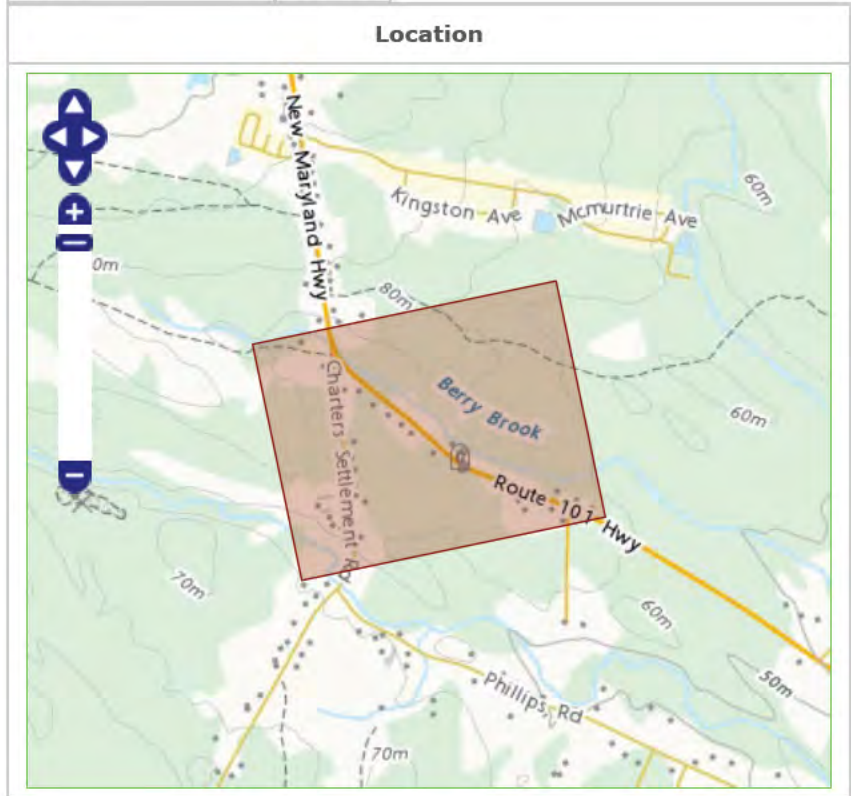 Location
New Maryland Hwy
Kingston Ave
Mcmurtrie Ave
60m
0m
80m
Charters Settlement Rd
Berry Brook
60m
Route 101 Hwy
70m
60m
50m
Phillips Rd
70m